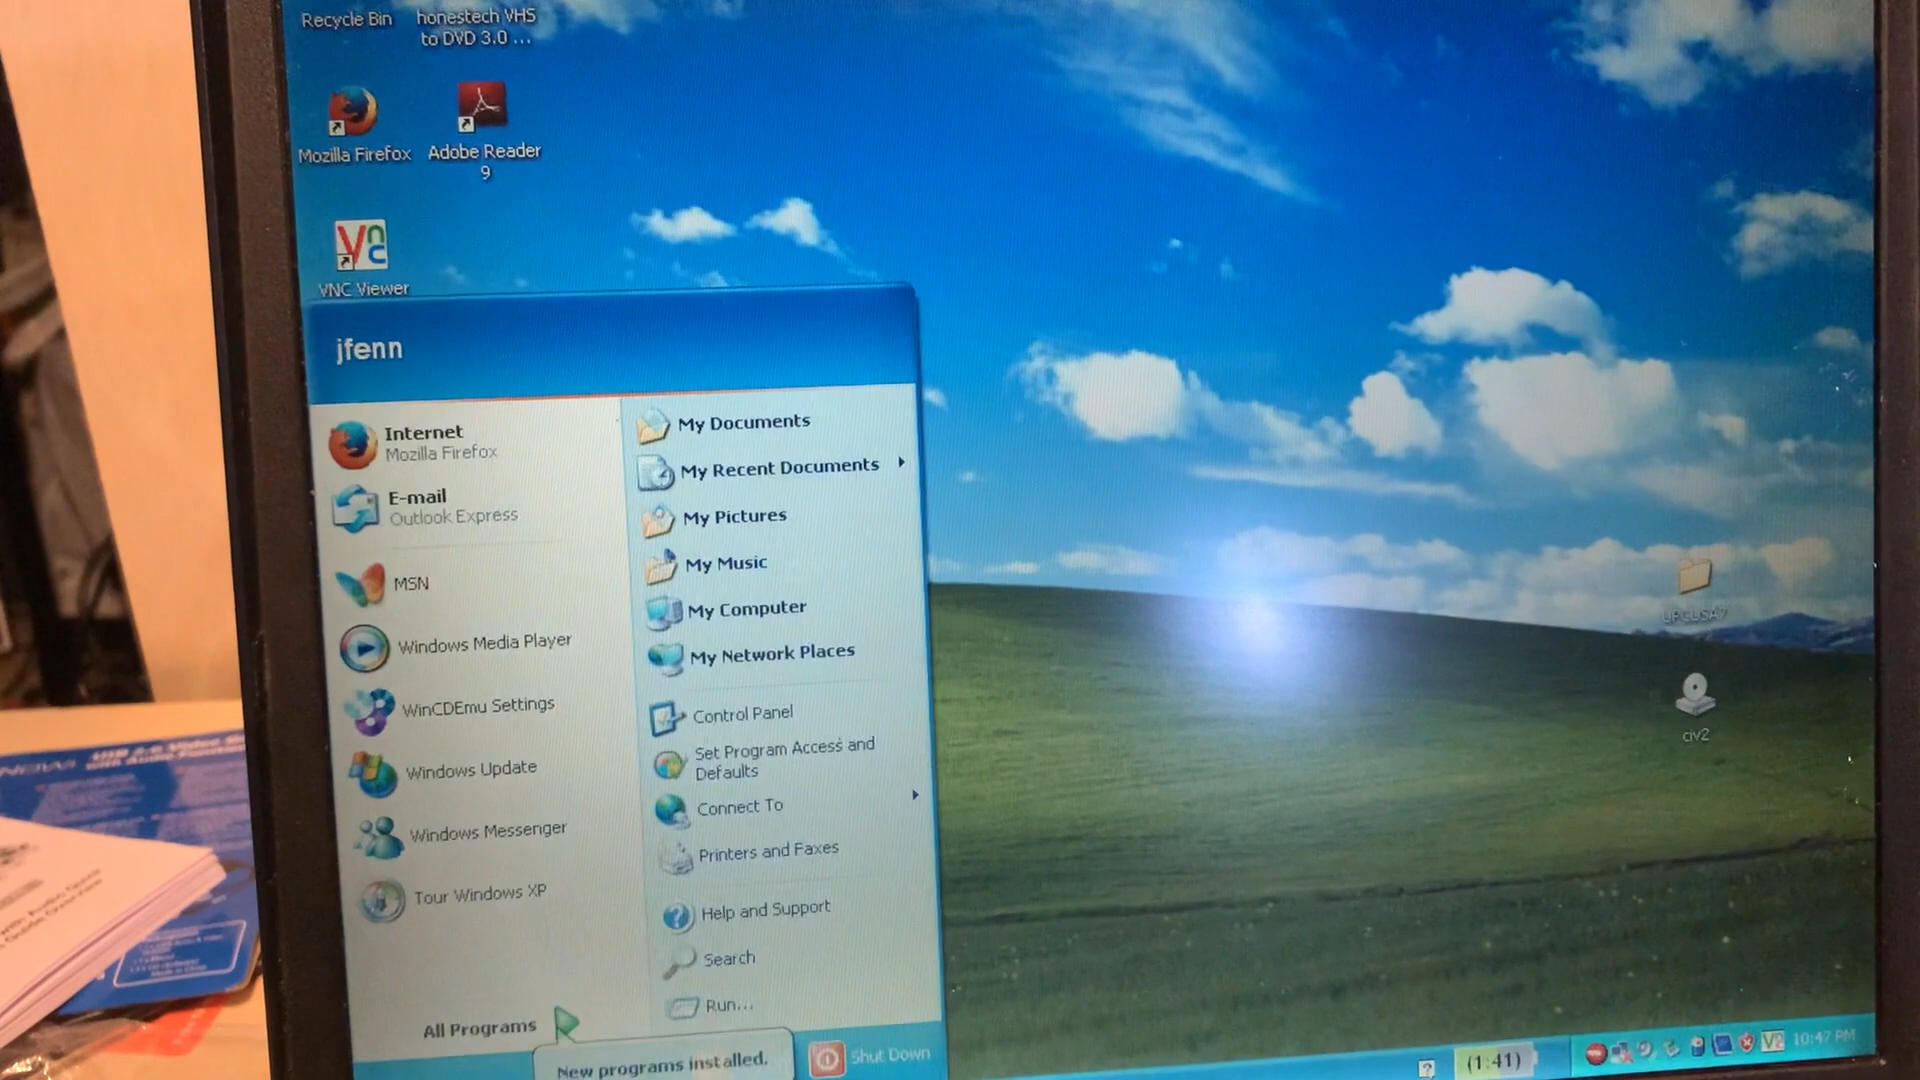 Recycle Bin
honestech VHS
to DVD 3.0 ...
Mozilla Firefox
Adobe Reader
9
VNC Viewer
jfenn
Internet
Mozilla Firefox
E-mail
Outlook Express
MSN
Windows Media Player
WinCDEmu Settings
Windows Update
Windows Messenger
Tour Windows XP
All Programs
My Documents
My Recent Documents
My Pictures
My Music
My Computer
My Network Places
Control Panel
Set Program Access and
Defaults
Connect To
Printers and Faxes
Help and Support
Search
Run...
New programs installed.
Shut Down
civ2
(1:41)
10:47 PM